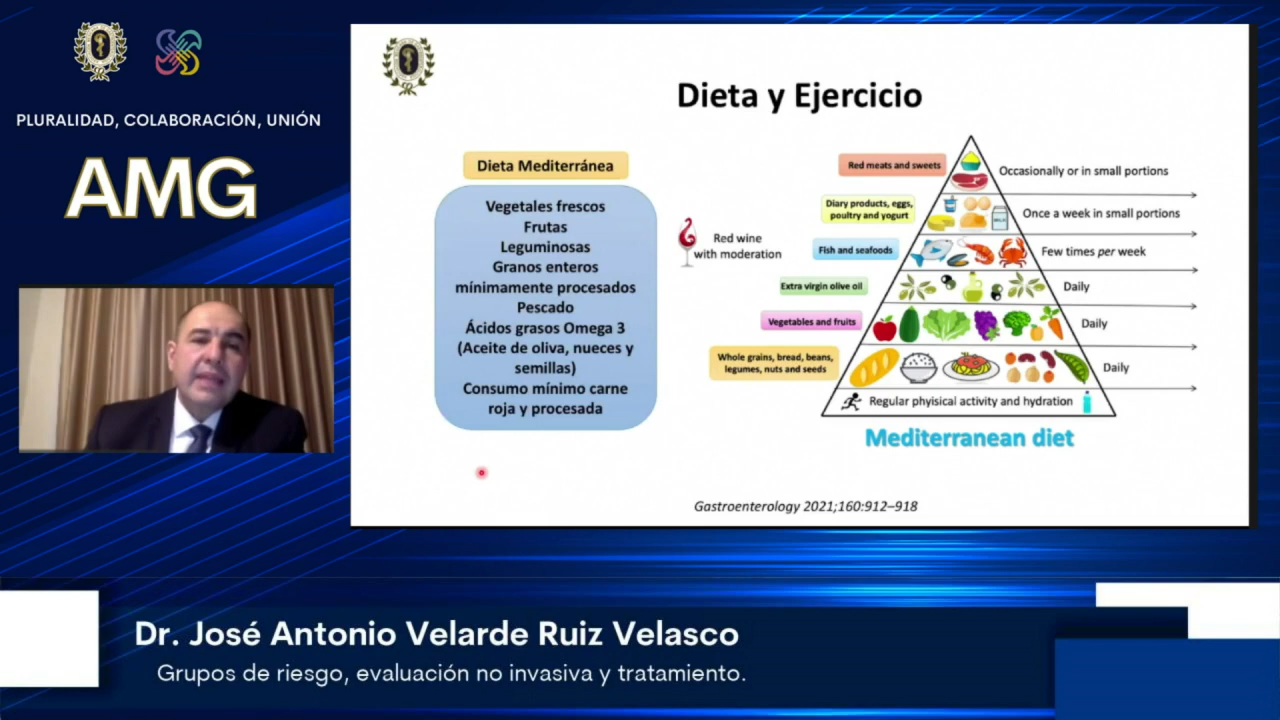 PLURALIDAD, COLABORACIÓN, UNIÓN
AMG
Dieta y Ejercicio
Dieta Mediterránea
Vegetales frescos
Frutas
Leguminosas
Granos enteros
mínimamente procesados
Pescado
Ácidos grasos Omega 3
(Aceite de oliva, nueces y
semillas)
Consumo mínimo carne
roja y procesada
Red wine
with moderation
Red meats and sweets
Occasionally or in small portions
Diary products, eggs,
poultry and yogurt
Once a week in small portions
Fish and seafoods
Few times per week
Extra virgin olive oil
Daily
Vegetables and fruits
Daily
Whole grains, bread, beans,
legumes, nuts and seeds
Daily
Regular phyisical activity and hydration
Mediterranean diet
Gastroenterology 2021;160:912–918
Dr. José Antonio Velarde Ruiz Velasco
Grupos de riesgo, evaluación no invasiva y tratamiento.